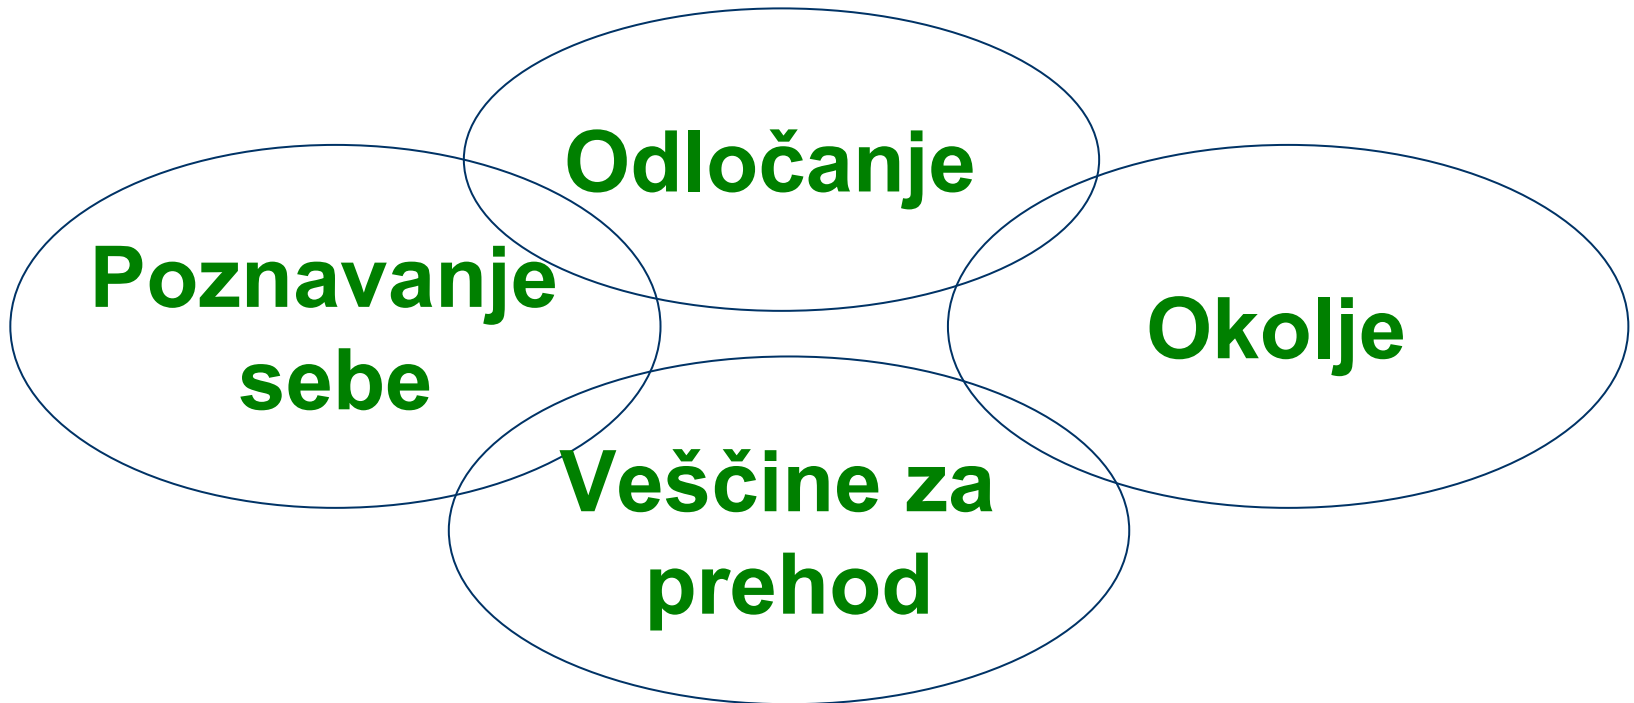 Odločanje
Poznavanje
sebe
Okolje
Veščine za
prehod